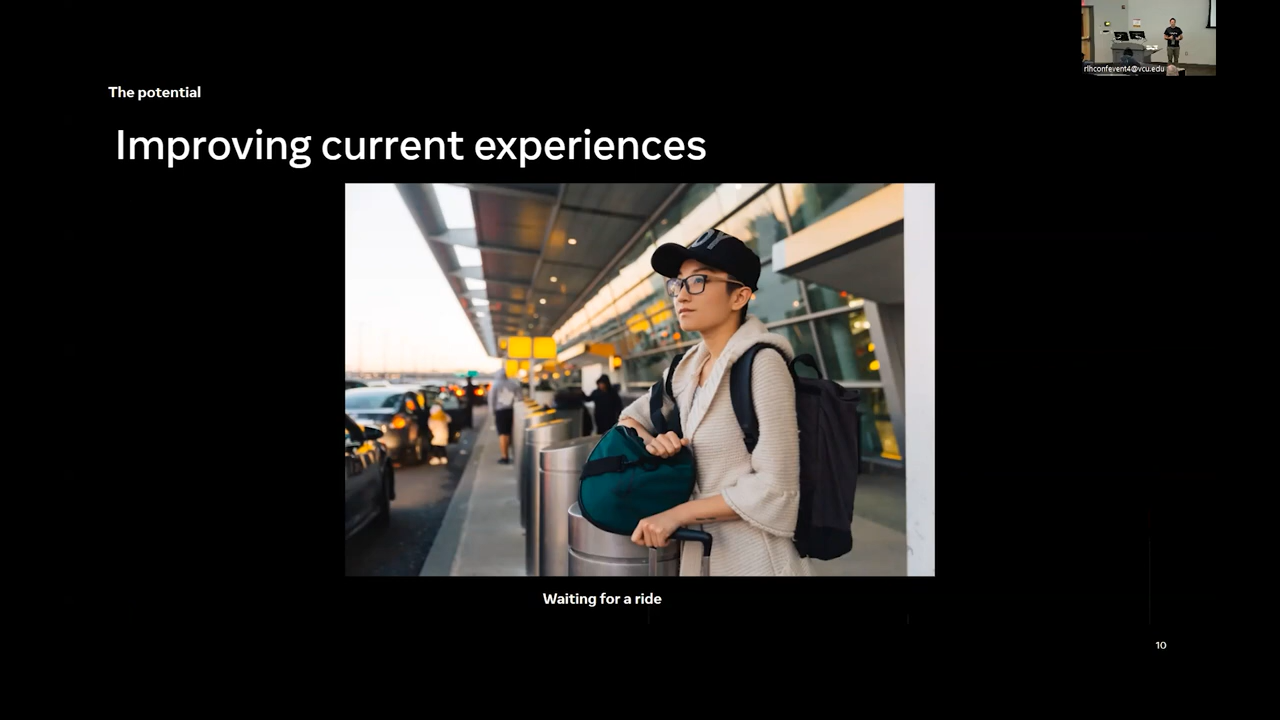 rlhconfevent4@vcu.edu
The potential
Improving current experiences
Waiting for a ride
10